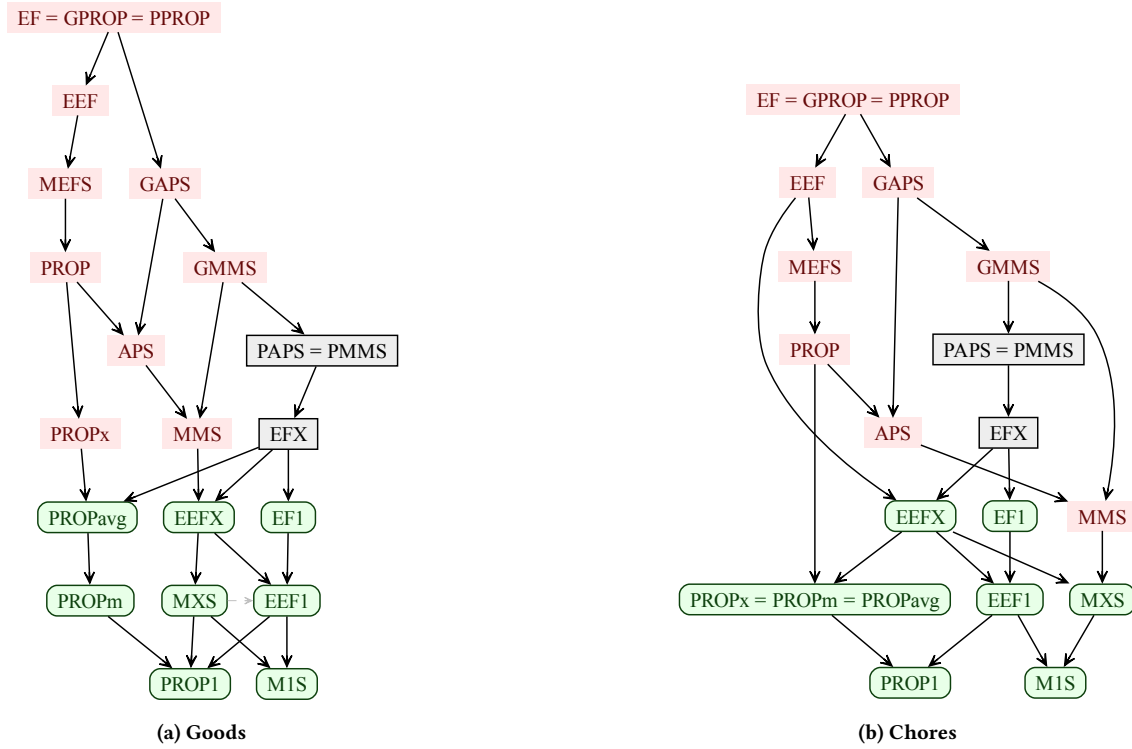 EF = GPROP = PPROP
EEF
MEFS
GAPS
PROP
GMMS
APS
PAPS = PMMS
PROPx
MMS
EFX
PROPavg
EEFX
EF1
PROPm
MXS
EEF1
PROP1
M1S
(a) Goods
EF = GPROP = PPROP
EEF
GAPS
MEFS
GMMS
PROP
PAPS = PMMS
APS
EFX
EEFX
EF1
MMS
PROPx = PROPm = PROPavg
EEF1
MXS
PROP1
M1S
(b) Chores